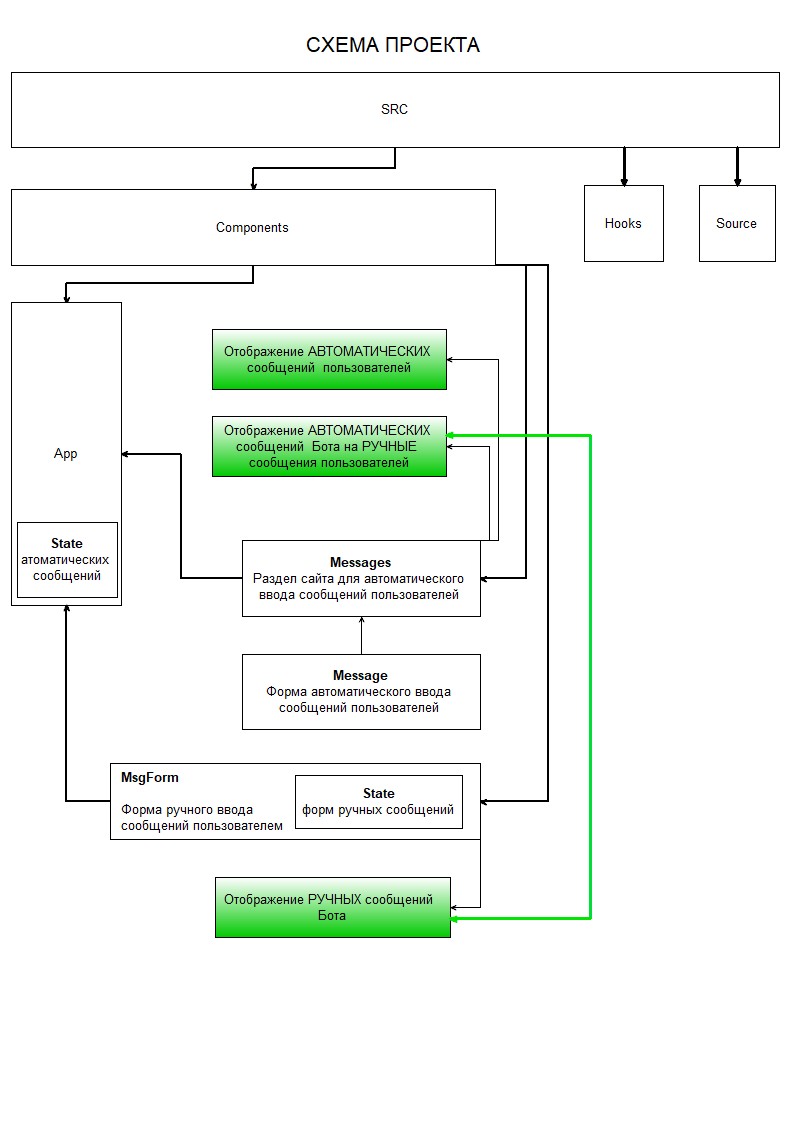 СХЕМА ПРОЕКТА
SRC
Components
Hooks
Source
App
State
атоматических
сообщений
Отображение АВТОМАТИЧЕСКИХ
сообщений пользователей
Отображение АВТОМАТИЧЕСКИХ
сообщений Бота на РУЧНЫЕ
сообщения пользователей
Messages
Раздел сайта для автоматического
ввода сообщений пользователей
Message
Форма автоматического ввода
сообщений пользователей
MsgForm
Форма ручного ввода
сообщений пользователем
State
форм ручных сообщений
Отображение РУЧНЫХ сообщений
Бота